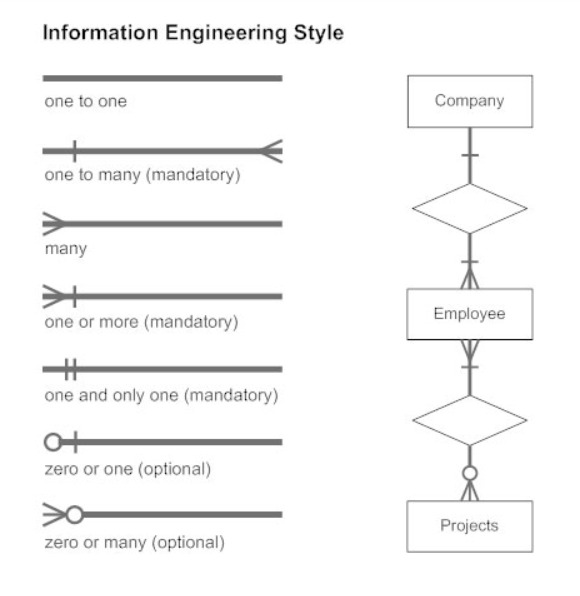 Information Engineering Style
one to one
one to many (mandatory)
many
one or more (mandatory)
one and only one (mandatory)
zero or one (optional)
zero or many (optional)
Company
Employee
Projects